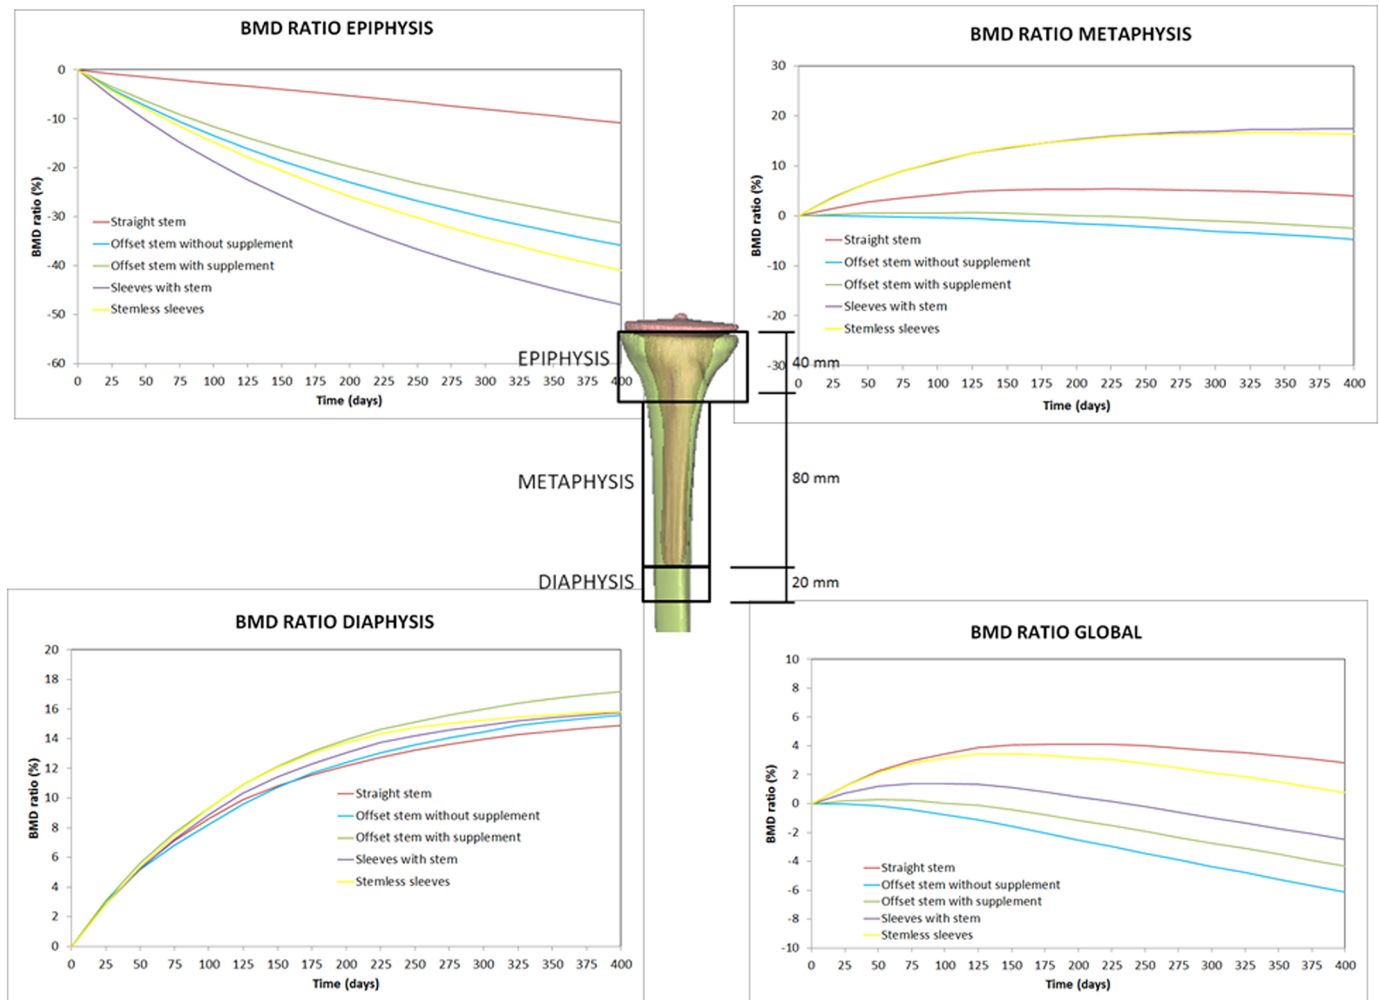 BMD RATIO EPIPHYSIS
0
-10
-20
-30
-40
-50
-60
BMD ratio (%)
Straight stem
Offset stem without supplement
Offset stem with supplement
Sleeves with stem
Stemless sleeves
0 25 50 75 100 125 150 175 200 225 250 275 300 325 350 375 400
Time (days)
BMD RATIO METAPHYSIS
30
20
10
0
-10
-20
-30
BMD ratio (%)
Straight stem
Offset stem without supplement
Offset stem with supplement
Sleeves with stem
Stemless sleeves
0 25 50 75 100 125 150 175 200 225 250 275 300 325 350 375 400
Time (days)
EPIPHYSIS
40 mm
METAPHYSIS
80 mm
DIAPHYSIS
20 mm
BMD RATIO DIAPHYSIS
20
18
16
14
12
10
8
6
4
2
0
BMD ratio (%)
Straight stem
Offset stem without supplement
Offset stem with supplement
Sleeves with stem
Stemless sleeves
0 25 50 75 100 125 150 175 200 225 250 275 300 325 350 375 400
Time (days)
BMD RATIO GLOBAL
10
8
6
4
2
0
-2
-4
-6
-8
-10
BMD ratio (%)
Straight stem
Offset stem without supplement
Offset stem with supplement
Sleeves with stem
Stemless sleeves
0 25 50 75 100 125 150 175 200 225 250 275 300 325 350 375 400
Time (days)